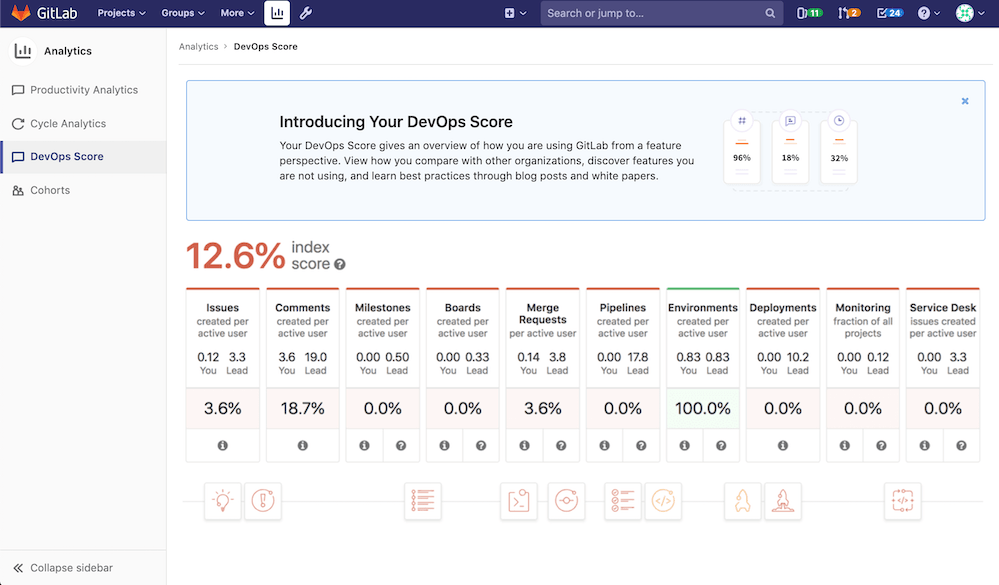 GitLab Projects Groups More Search or jump to... 11 2 24
Analytics
Productivity Analytics
Cycle Analytics
DevOps Score
Cohorts
Analytics > DevOps Score
Introducing Your DevOps Score
Your DevOps Score gives an overview of how you are using GitLab from a feature
perspective. View how you compare with other organizations, discover features you
are not using, and learn best practices through blog posts and white papers.
96% 18% 32%
12.6% index
score
Issues
created per
active user
0.12 3.3
You Lead
3.6%
Comments
created per
active user
3.6 19.0
You Lead
18.7%
Milestones
created per
active user
0.00 0.50
You Lead
0.0%
Boards
created per
active user
0.00 0.33
You Lead
0.0%
Merge
Requests
per active user
0.14 3.8
You Lead
3.6%
Pipelines
created per
active user
0.00 17.8
You Lead
0.0%
Environments
created per
active user
0.83 0.83
You Lead
100.0%
Deployments
created per
active user
0.00 10.2
You Lead
0.0%
Monitoring
fraction of all
projects
0.00 0.12
You Lead
0.0%
Service Desk
issues created
per active user
0.00 3.3
You Lead
0.0%
Collapse sidebar